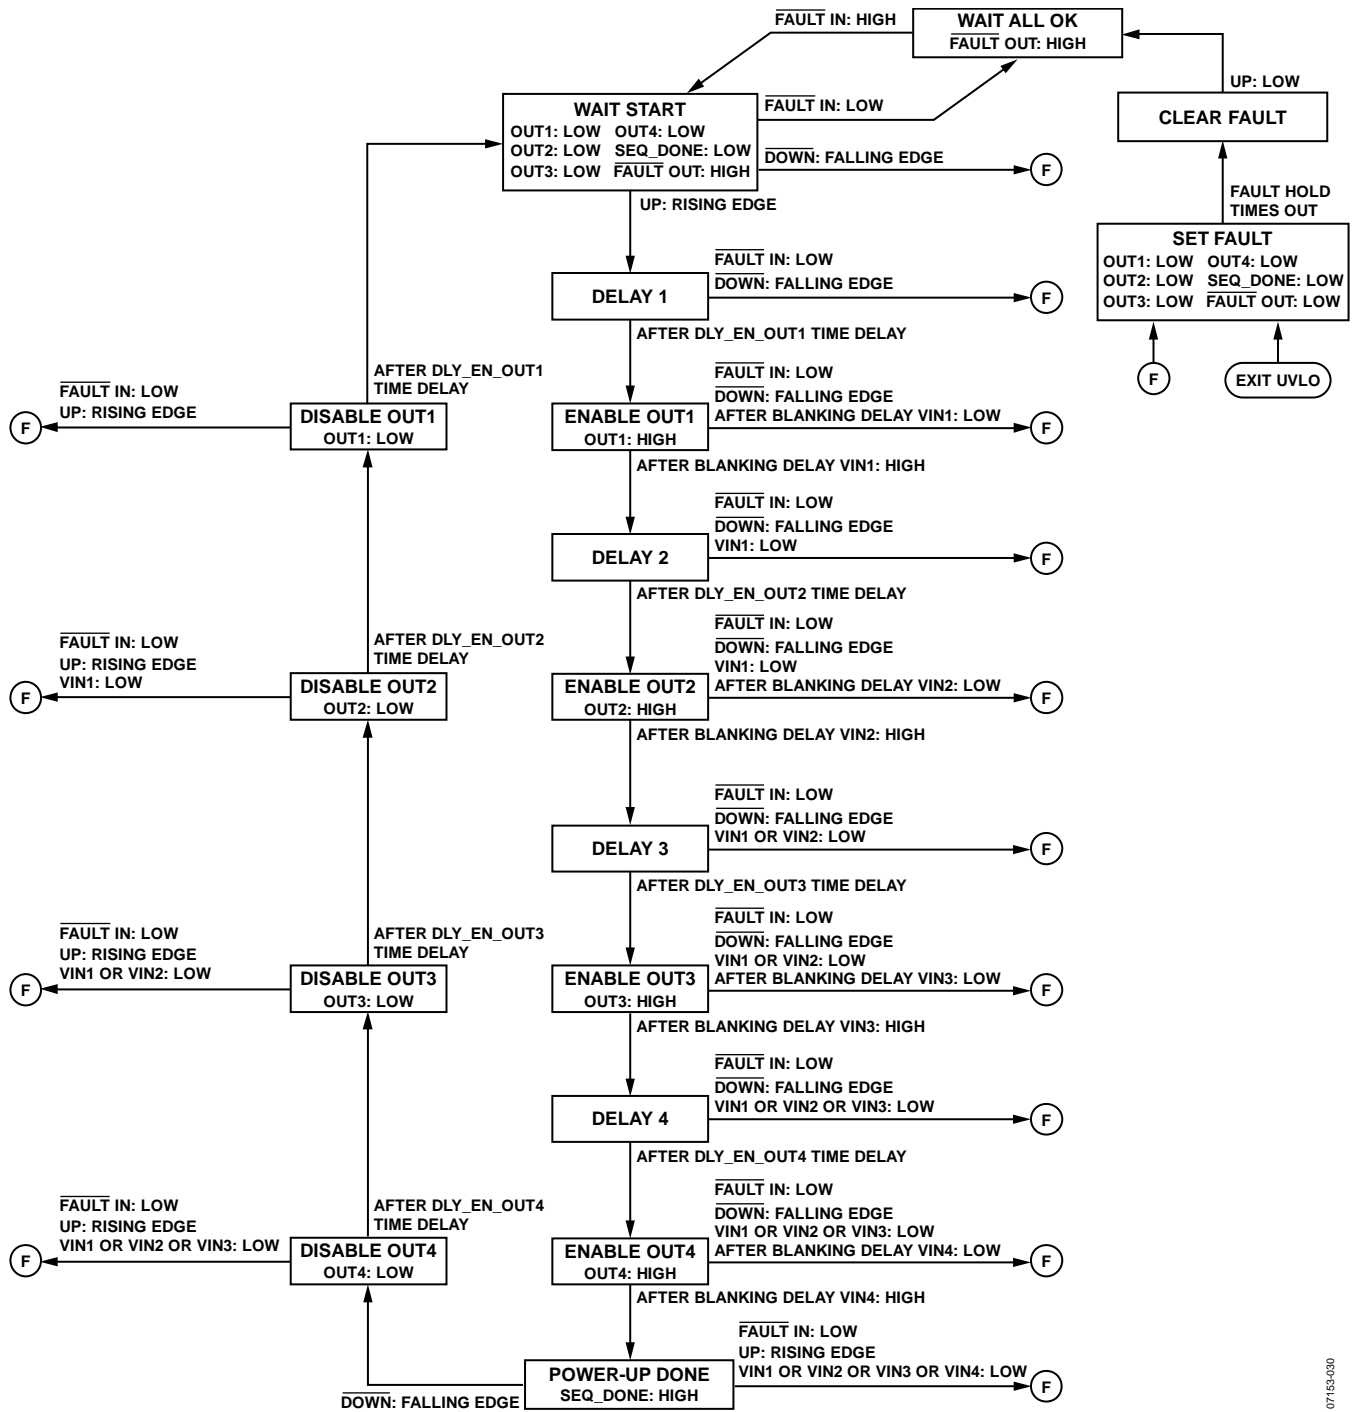 FAULT IN: HIGH
WAIT ALL OK
FAULT OUT: HIGH
UP: LOW
CLEAR FAULT
FAULT HOLD
TIMES OUT
SET FAULT
OUT1: LOW OUT4: LOW
OUT2: LOW SEQ_DONE: LOW
OUT3: LOW FAULT OUT: LOW
F
EXIT UVLO
WAIT START
OUT1: LOW OUT4: LOW
OUT2: LOW SEQ_DONE: LOW
OUT3: LOW FAULT OUT: HIGH
FAULT IN: LOW
DOWN: FALLING EDGE
F
UP: RISING EDGE
DELAY 1
FAULT IN: LOW
DOWN: FALLING EDGE
F
AFTER DLY_EN_OUT1 TIME DELAY
ENABLE OUT1
OUT1: HIGH
FAULT IN: LOW
DOWN: FALLING EDGE
AFTER BLANKING DELAY VIN1: LOW
F
AFTER BLANKING DELAY VIN1: HIGH
DELAY 2
FAULT IN: LOW
DOWN: FALLING EDGE
VIN1: LOW
F
AFTER DLY_EN_OUT2 TIME DELAY
ENABLE OUT2
OUT2: HIGH
FAULT IN: LOW
DOWN: FALLING EDGE
VIN1: LOW
AFTER BLANKING DELAY VIN2: LOW
F
AFTER BLANKING DELAY VIN2: HIGH
DELAY 3
FAULT IN: LOW
DOWN: FALLING EDGE
VIN1 OR VIN2: LOW
F
AFTER DLY_EN_OUT3 TIME DELAY
ENABLE OUT3
OUT3: HIGH
FAULT IN: LOW
DOWN: FALLING EDGE
VIN1 OR VIN2: LOW
AFTER BLANKING DELAY VIN3: LOW
F
AFTER BLANKING DELAY VIN3: HIGH
DELAY 4
FAULT IN: LOW
DOWN: FALLING EDGE
VIN1 OR VIN2 OR VIN3: LOW
F
AFTER DLY_EN_OUT4 TIME DELAY
ENABLE OUT4
OUT4: HIGH
FAULT IN: LOW
DOWN: FALLING EDGE
VIN1 OR VIN2 OR VIN3: LOW
AFTER BLANKING DELAY VIN4: LOW
F
AFTER BLANKING DELAY VIN4: HIGH
POWER-UP DONE
SEQ_DONE: HIGH
FAULT IN: LOW
UP: RISING EDGE
VIN1 OR VIN2 OR VIN3 OR VIN4: LOW
F
DOWN: FALLING EDGE
DISABLE OUT4
OUT4: LOW
FAULT IN: LOW
UP: RISING EDGE
VIN1 OR VIN2 OR VIN3: LOW
F
AFTER DLY_EN_OUT4
TIME DELAY
DISABLE OUT3
OUT3: LOW
FAULT IN: LOW
UP: RISING EDGE
VIN1 OR VIN2: LOW
F
AFTER DLY_EN_OUT3
TIME DELAY
DISABLE OUT2
OUT2: LOW
FAULT IN: LOW
UP: RISING EDGE
VIN1: LOW
F
AFTER DLY_EN_OUT2
TIME DELAY
DISABLE OUT1
OUT1: LOW
FAULT IN: LOW
UP: RISING EDGE
F
AFTER DLY_EN_OUT1
TIME DELAY
07153-030